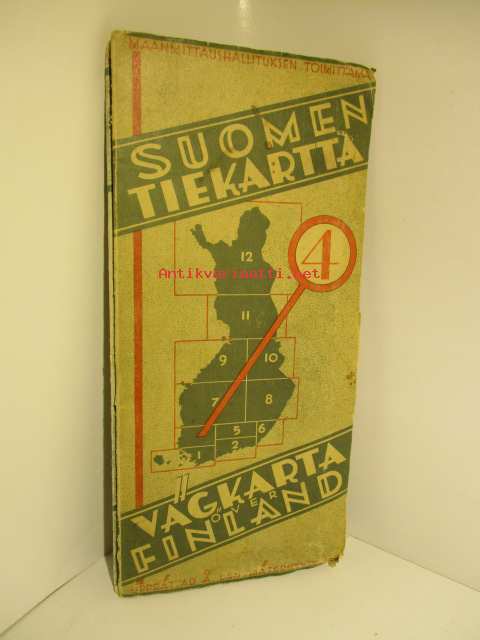 MAANMITTAUSHALLITUKSEN TOIMITTAMA
SUOMEN
TIEKARTTA
4
12
Antikvariaatti.net
11
9
10
7
8
5
6
2
1
VÄGKARTA
ÖVER
FINLAND